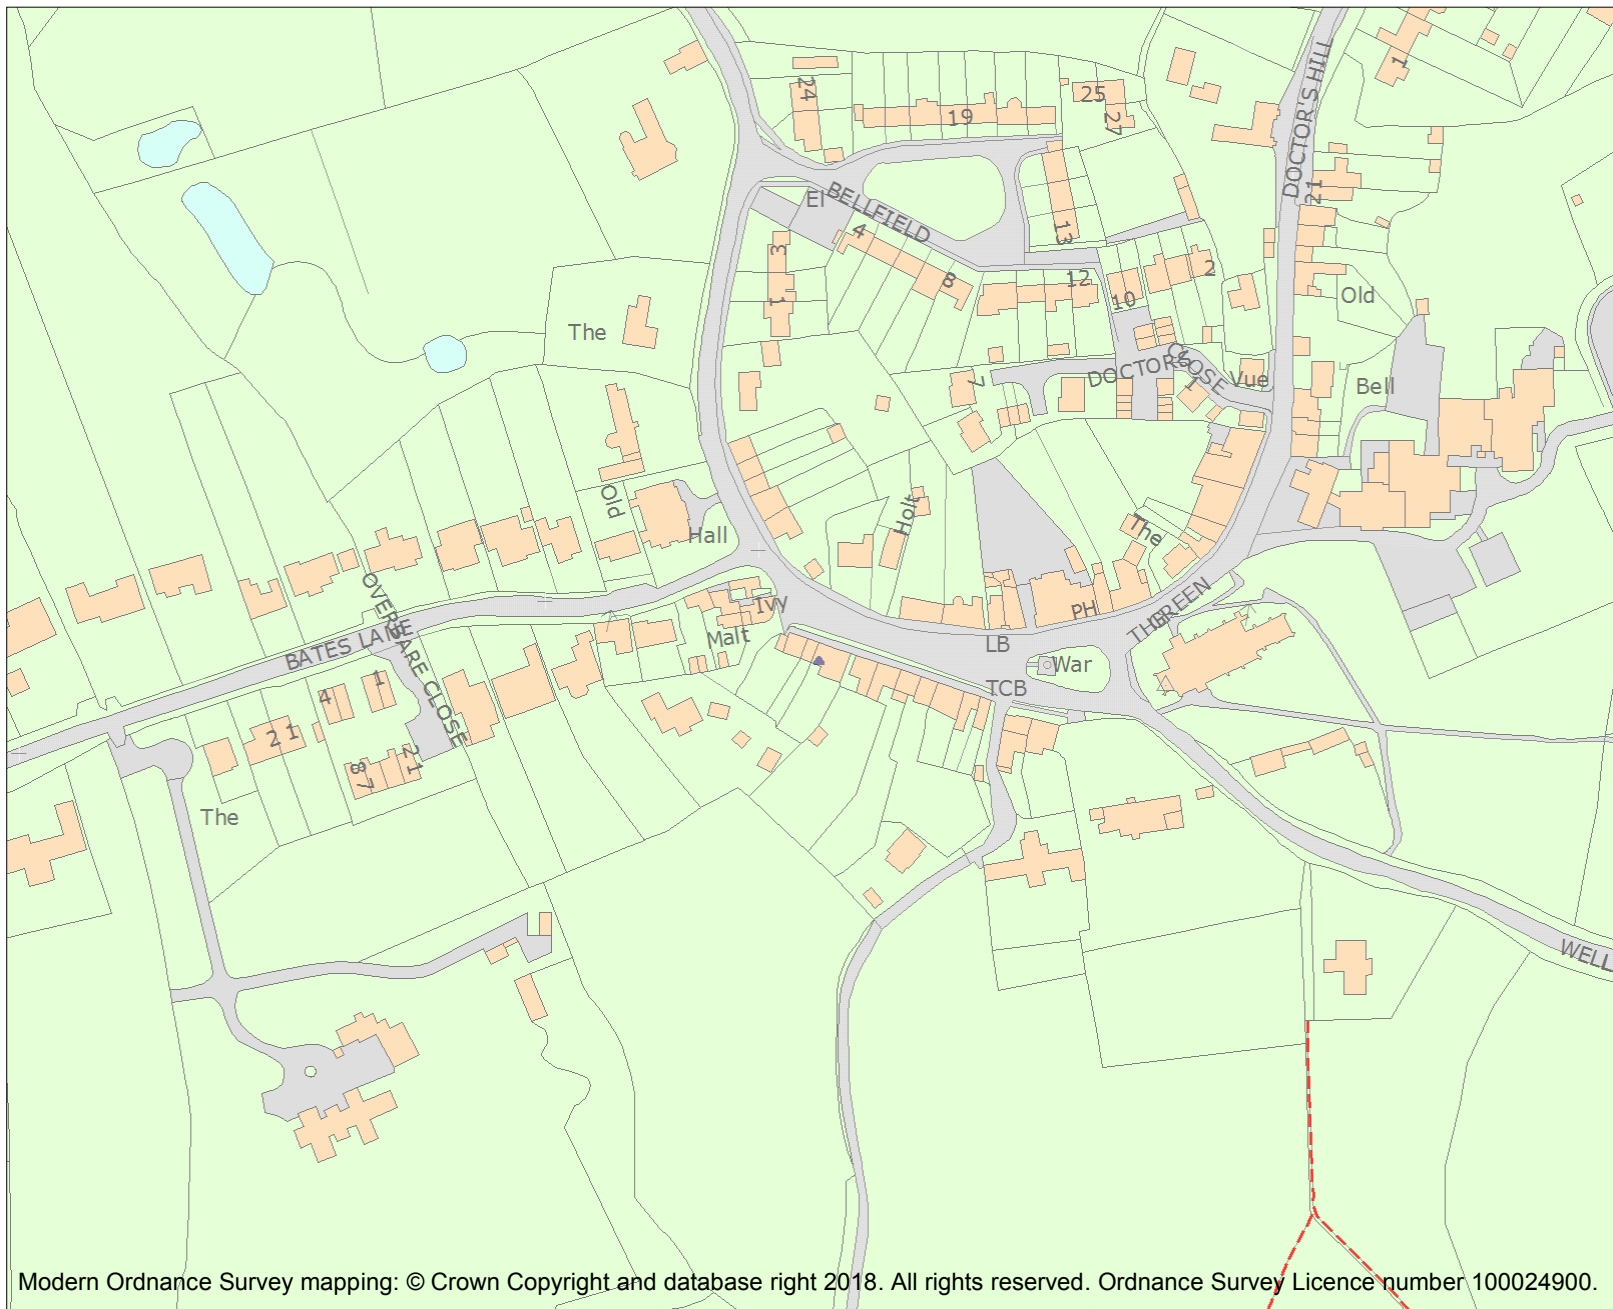 24
19
25
27
1
DOCTOR'S HILL
21
El
BELLFIELD
3
4
13
1
8
12
10
2
Old
The
DOCTORS
CLOSE
1
Vue
Bell
7
Old
Hall
Holt
The
OVERBARE CLOSE
BATES LANE
Ivy
Malt
PH
THE GREEN
LB
War
TCB
4
1
2 1
8 7
2 1
The
WELL
Modern Ordnance Survey mapping: © Crown Copyright and database right 2018. All rights reserved. Ordnance Survey Licence number 100024900.